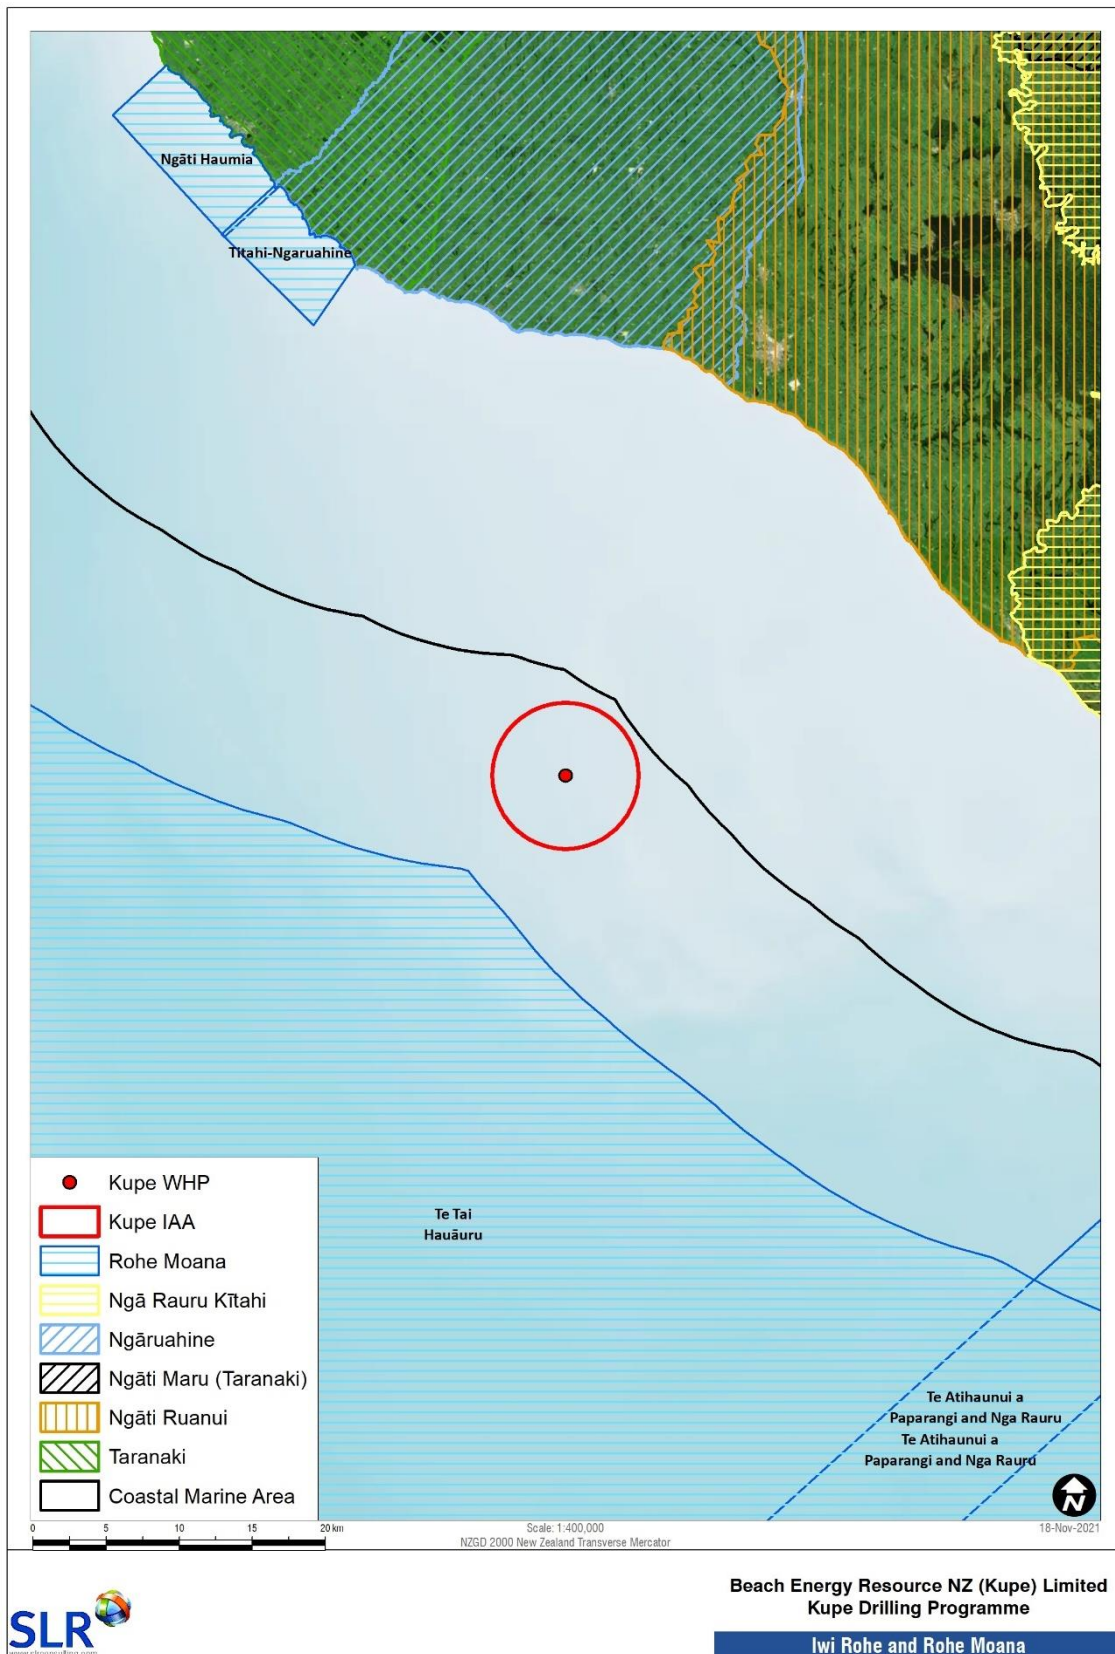 Ngāti Haumia
Titahi-Ngaruahine
Te Tai
Hauāuru
Te Atihaunui a
Paparangi and Nga Rauru
Te Atihaunui a
Paparangi and Nga Rauru
Kupe WHP
Kupe IAA
Rohe Moana
Ngā Rauru Kītahi
Ngāruahine
Ngāti Maru (Taranaki)
Ngāti Ruanui
Taranaki
Coastal Marine Area
N
0 5 10 15 20 km
Scale: 1:400,000
NZGD 2000 New Zealand Transverse Mercator
18-Nov-2021
SLR
www.slrconsulting.com
Beach Energy Resource NZ (Kupe) Limited
Kupe Drilling Programme
Iwi Rohe and Rohe Moana